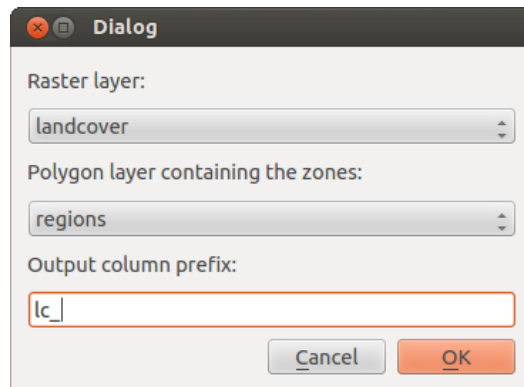 Dialog
Raster layer:
landcover
Polygon layer containing the zones:
regions
Output column prefix:
lc_
Cancel OK